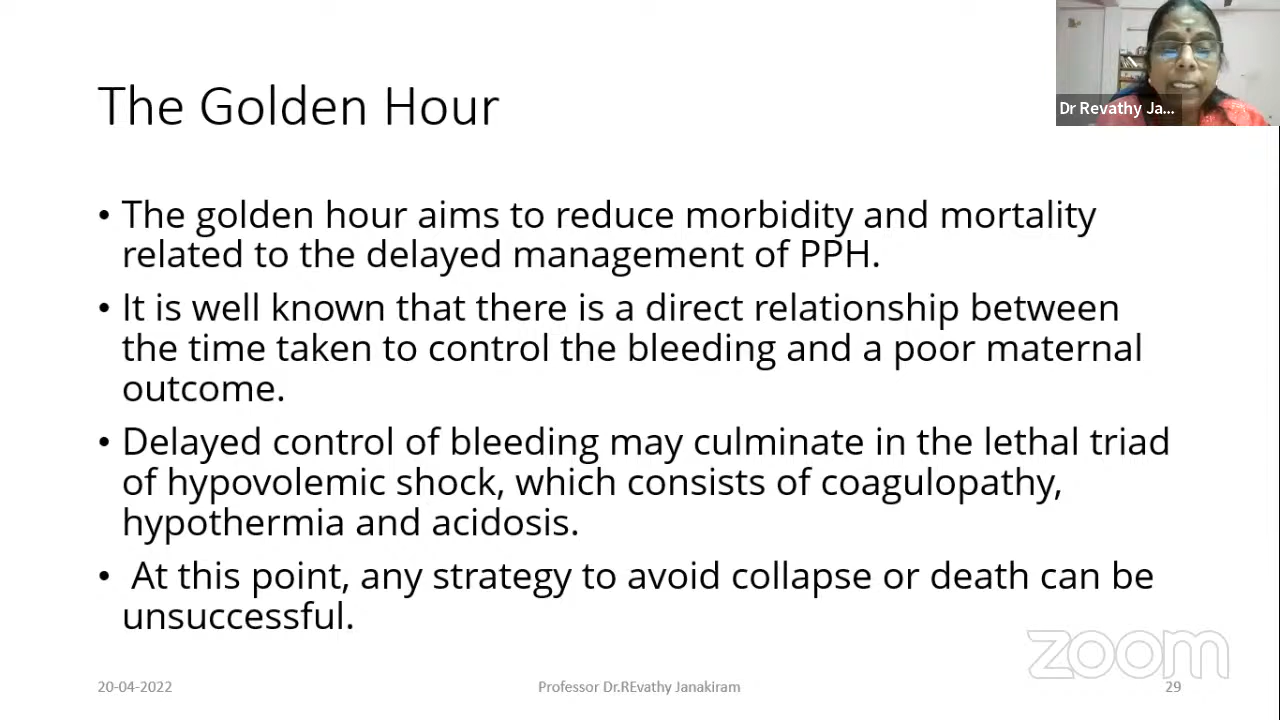 Dr Revathy Ja...
The Golden Hour
• The golden hour aims to reduce morbidity and mortality
related to the delayed management of PPH.
• It is well known that there is a direct relationship between
the time taken to control the bleeding and a poor maternal
outcome.
• Delayed control of bleeding may culminate in the lethal triad
of hypovolemic shock, which consists of coagulopathy,
hypothermia and acidosis.
• At this point, any strategy to avoid collapse or death can be
unsuccessful.
zoom
20-04-2022 Professor Dr.REvathy Janakiram 29